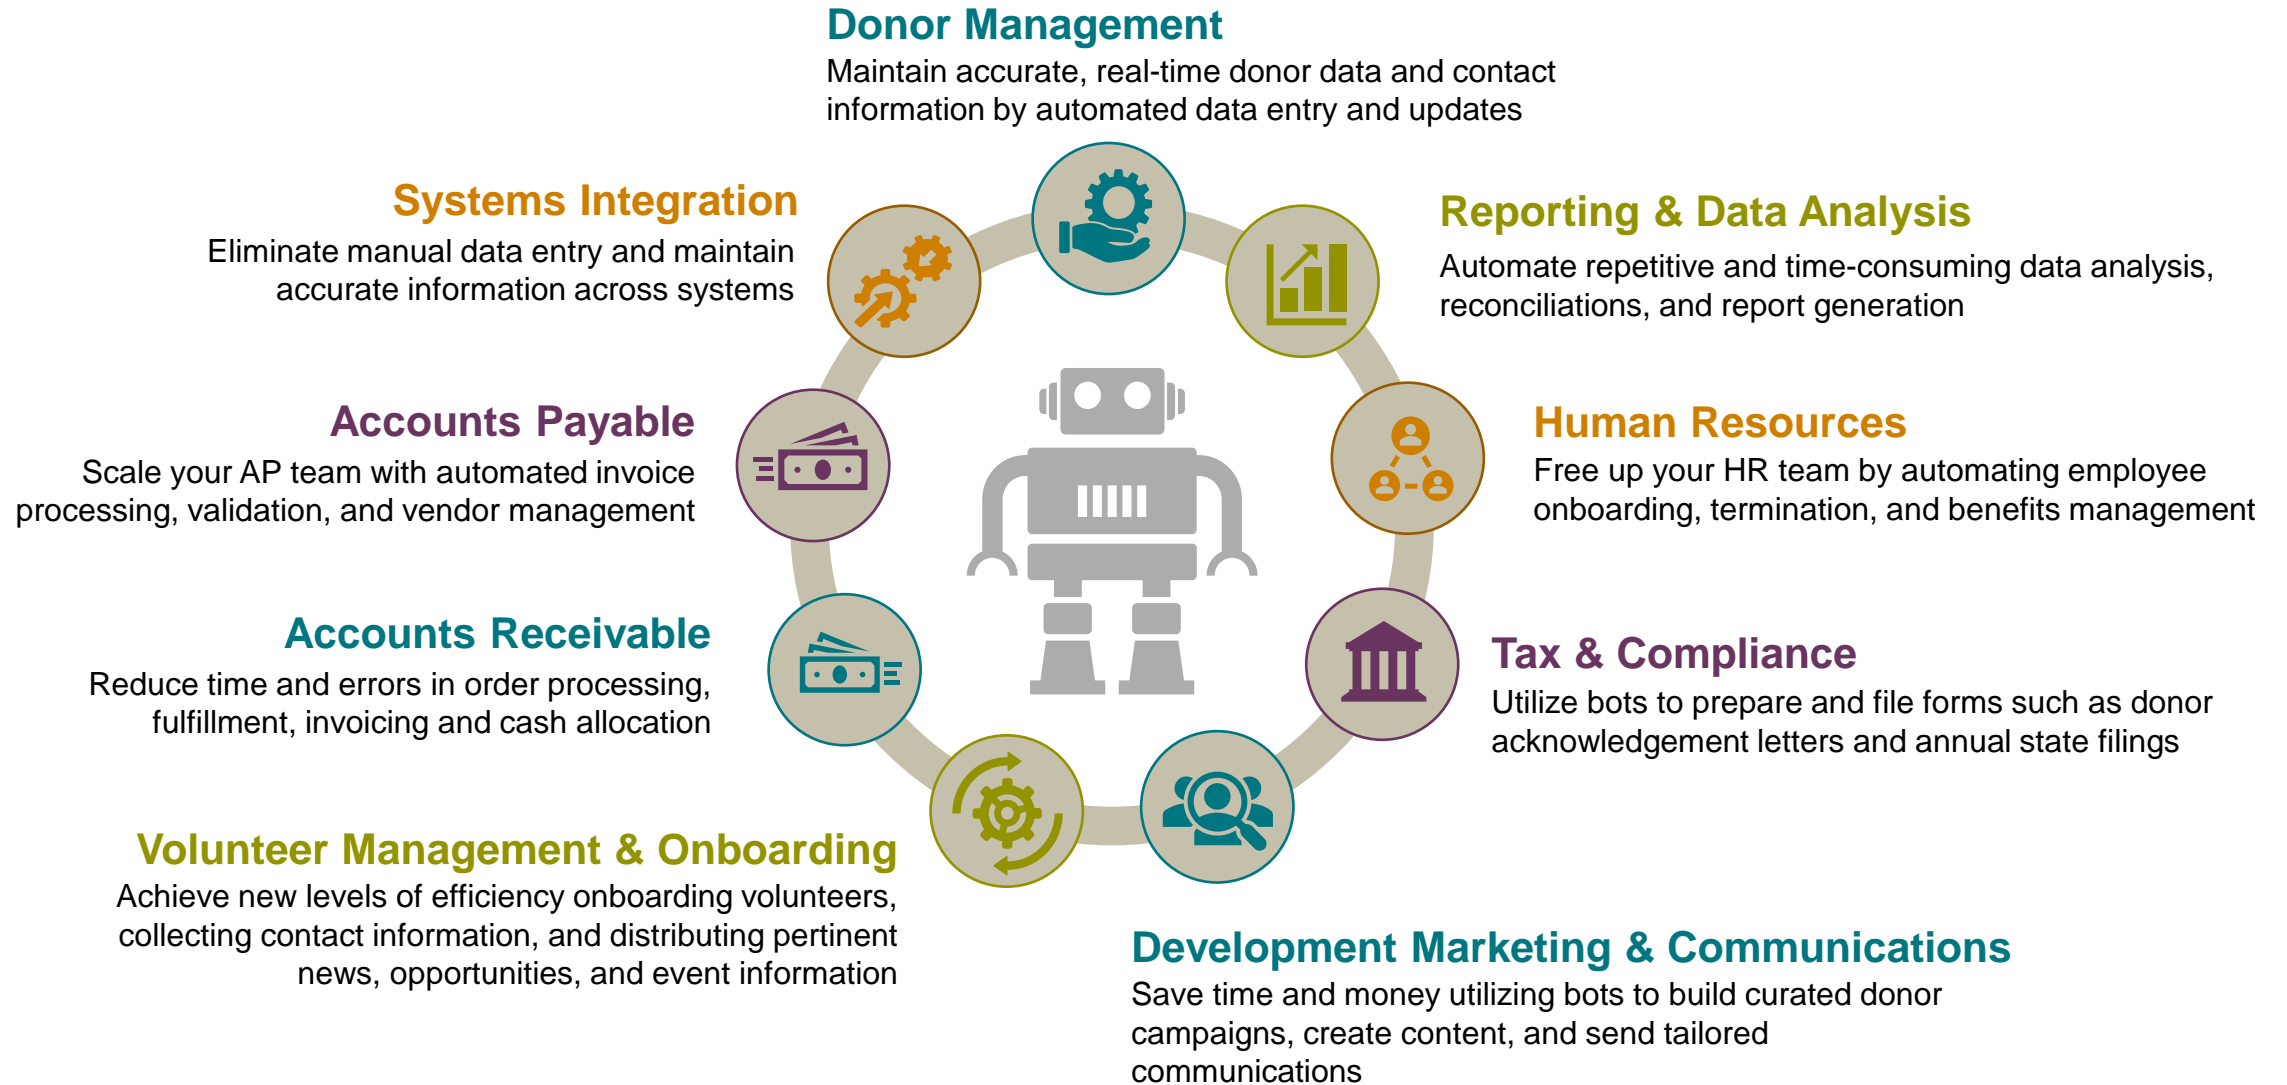 Donor Management
Maintain accurate, real-time donor data and contact
information by automated data entry and updates
Systems Integration
Eliminate manual data entry and maintain
accurate information across systems
Reporting & Data Analysis
Automate repetitive and time-consuming data analysis,
reconciliations, and report generation
Accounts Payable
Scale your AP team with automated invoice
processing, validation, and vendor management
Human Resources
Free up your HR team by automating employee
onboarding, termination, and benefits management
Accounts Receivable
Reduce time and errors in order processing,
fulfillment, invoicing and cash allocation
Tax & Compliance
Utilize bots to prepare and file forms such as donor
acknowledgement letters and annual state filings
Volunteer Management & Onboarding
Achieve new levels of efficiency onboarding volunteers,
collecting contact information, and distributing pertinent
news, opportunities, and event information
Development Marketing & Communications
Save time and money utilizing bots to build curated donor
campaigns, create content, and send tailored
communications